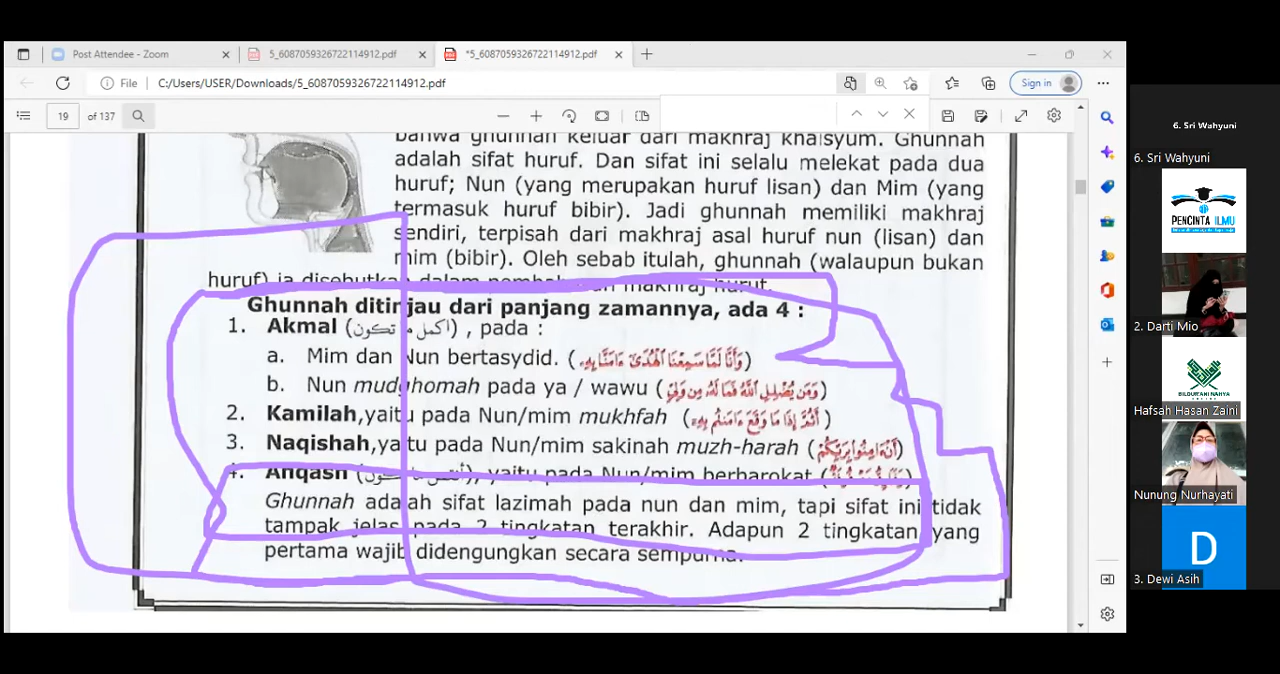 Post Attendee - Zoom
5_6087059326722114912.pdf
*5_6087059326722114912.pdf
File
C:/Users/USER/Downloads/5_6087059326722114912.pdf
Sign in
19 of 137
bahwa ghunnah keluar dari makhraj khaisyum. Ghunnah
adalah sifat huruf. Dan sifat ini selalu melekat pada dua
huruf; Nun (yang merupakan huruf lisan) dan Mim (yang
termasuk huruf bibir). Jadi ghunnah memiliki makhraj
sendiri, terpisah dari makhraj asal huruf nun (lisan) dan
mim (bibir). Oleh sebab itulah, ghunnah (walaupun bukan
huruf) ia disebutkan dalam makhraj huruf.
Ghunnah ditinjau dari panjang zamannya, ada 4 :
1. Akmal (أكمل ما تكون) , pada :
a. Mim dan Nun bertasydid. (وَأَنَّا لَمَّا سَمِعْنَا الْهُدَىٰ ءَامَنَّا بِهِ)
b. Nun mudghomah pada ya / wawu (وَمَن يُضْلِلِ اللَّهُ فَمَا لَهُ مِن وَلِيٍّ)
2. Kamilah,yaitu pada Nun/mim mukhfah (أَثُمَّ إِذَا مَا وَقَعَ ءَامَنتُم بِهِ)
3. Naqishah,yaitu pada Nun/mim sakinah muzh-harah
4. Anqash yaitu pada Nun/mim berharokat
Ghunnah adalah sifat lazimah pada nun dan mim, tapi sifat ini tidak
tampak jelas pada 2 tingkatan terakhir. Adapun 2 tingkatan yang
pertama wajib didengungkan secara sempurna.
6. Sri Wahyuni
6. Sri Wahyuni
PENCINTA ILMU
2. Darti Mio
Hafsah Hasan Zaini
Nunung Nurhayati
D
3. Dewi Asih